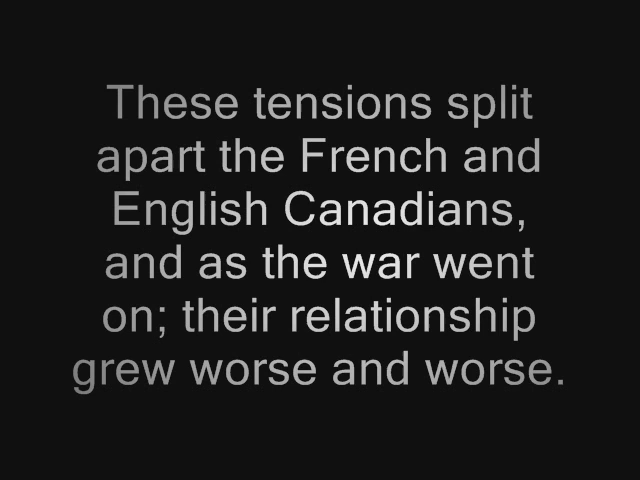 These tensions split
apart the French and
English Canadians,
and as the war went
on; their relationship
grew worse and worse.